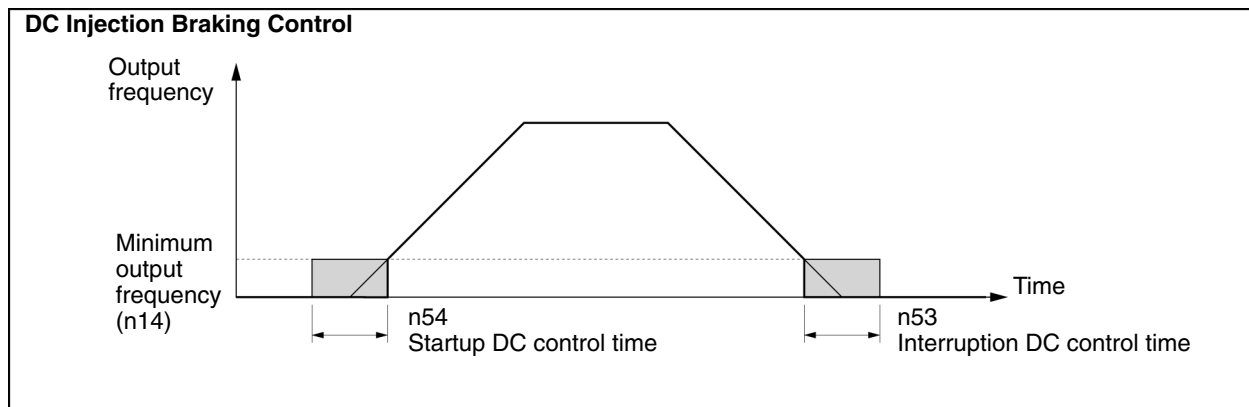 DC Injection Braking Control
Output
frequency
Minimum
output
frequency
(n14)
Time
n54
Startup DC control time
n53
Interruption DC control time